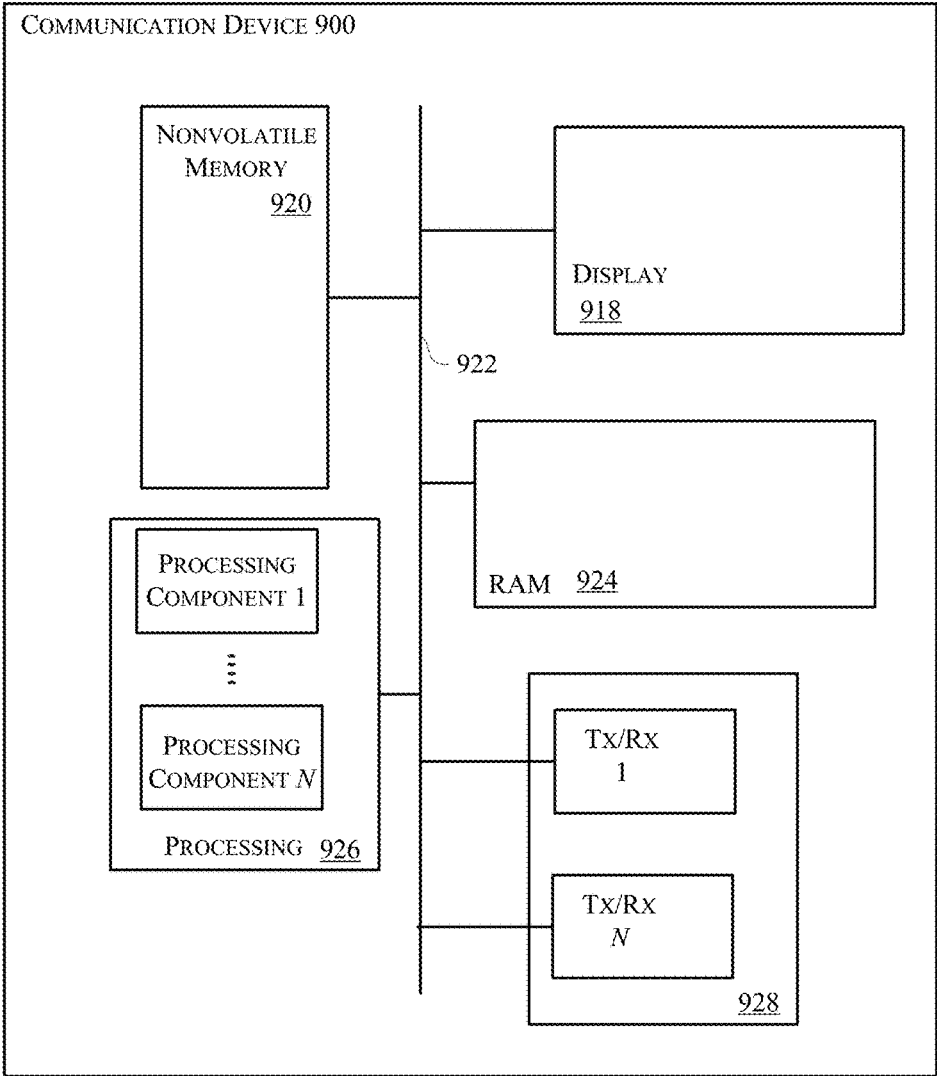 COMMUNICATION DEVICE 900
NONVOLATILE
MEMORY
920
DISPLAY
918
922
RAM 924
PROCESSING
COMPONENT 1
PROCESSING
COMPONENT N
PROCESSING 926
TX/RX
1
TX/RX
N
928